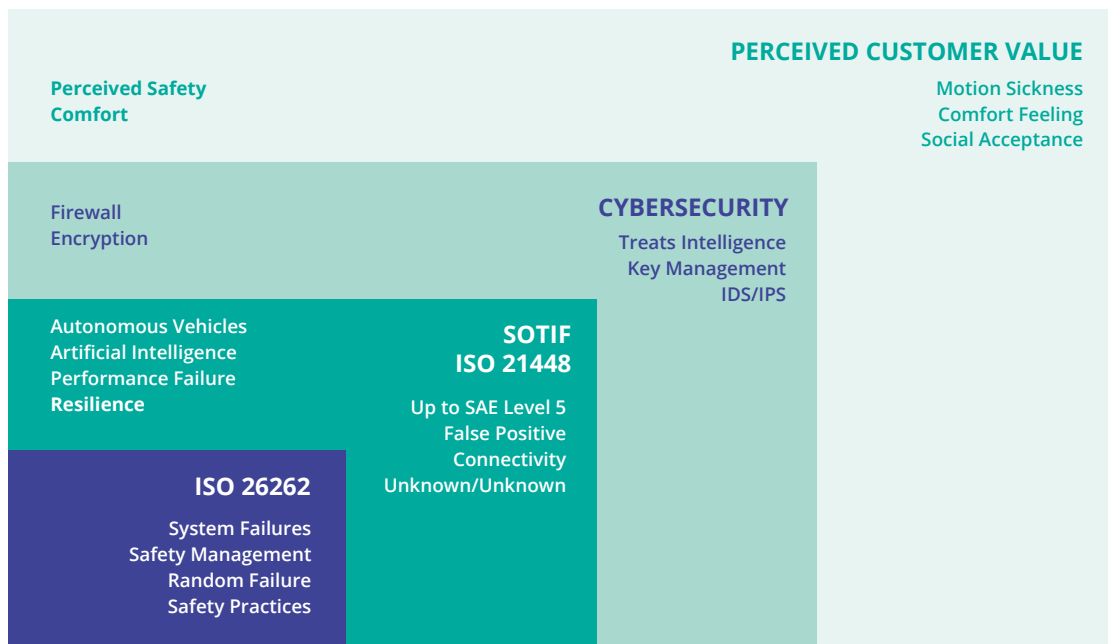 PERCEIVED CUSTOMER VALUE
Perceived Safety
Comfort
Motion Sickness
Comfort Feeling
Social Acceptance
Firewall
Encryption
CYBERSECURITY
Treats Intelligence
Key Management
IDS/IPS
Autonomous Vehicles
Artificial Intelligence
Performance Failure
Resilience
SOTIF
ISO 21448
Up to SAE Level 5
False Positive
Connectivity
Unknown/Unknown
ISO 26262
System Failures
Safety Management
Random Failure
Safety Practices